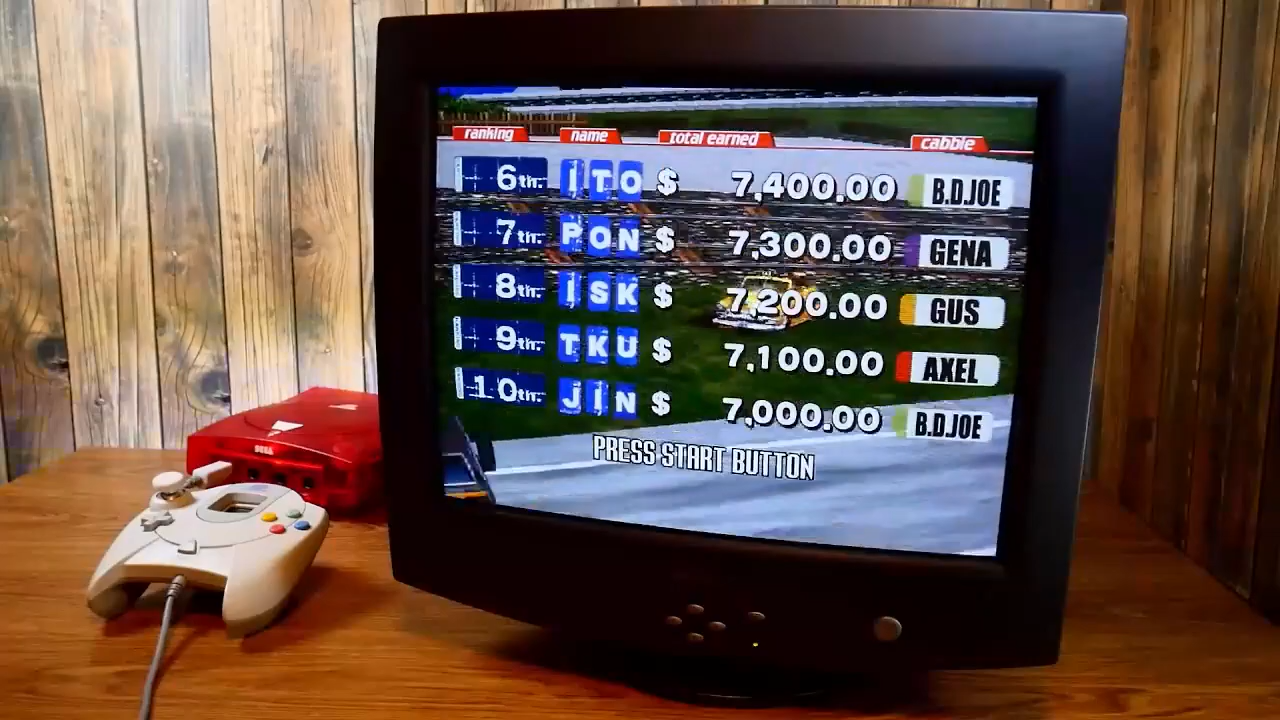 ranking name total earned cabbie
6th. ITO $ 7,400.00 B.D.JOE
7th. PON $ 7,300.00 GENA
8th. ISK $ 7,200.00 GUS
9th. TKU $ 7,100.00 AXEL
10th. JIN $ 7,000.00 B.D.JOE
PRESS START BUTTON
SEGA